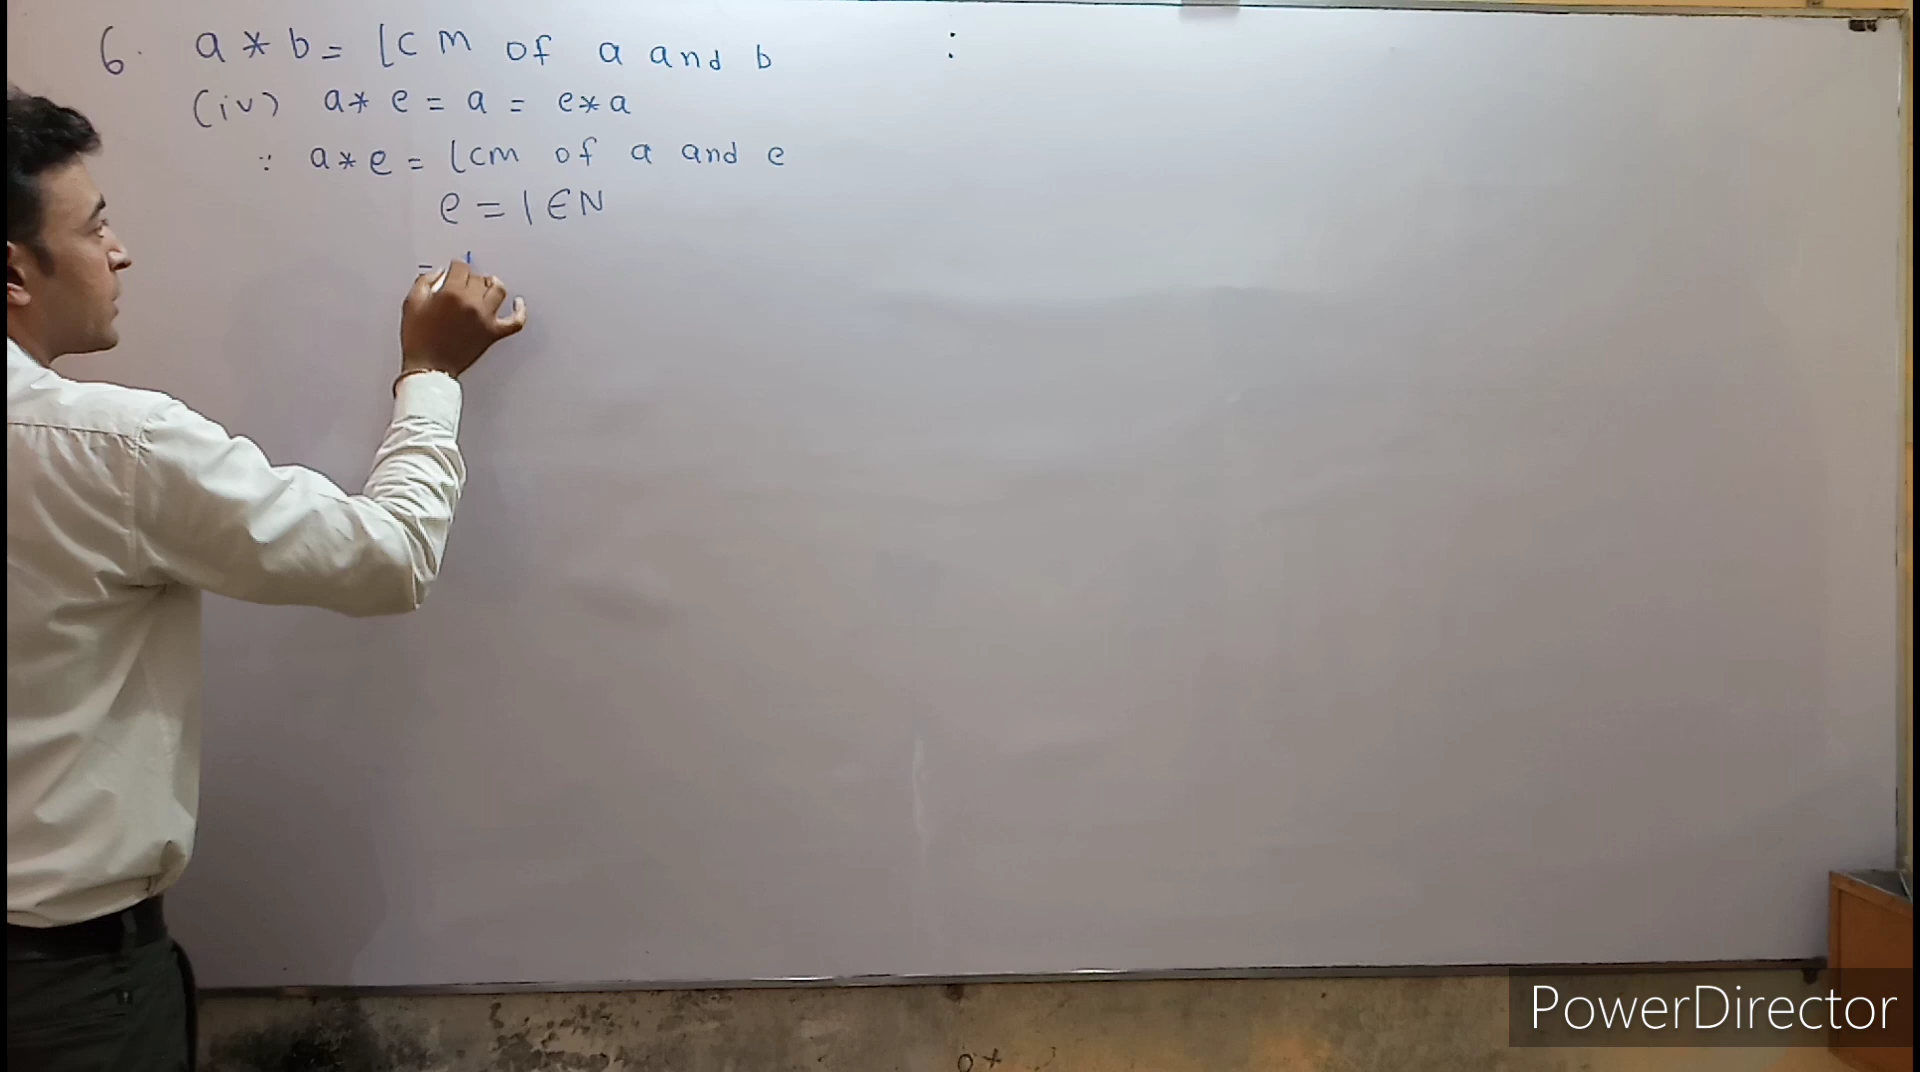 6. a * b = lcm of a and b :
(iv) a * e = a = e * a
∵ a * e = lcm of a and e
e = 1 ∈ N
=
PowerDirector